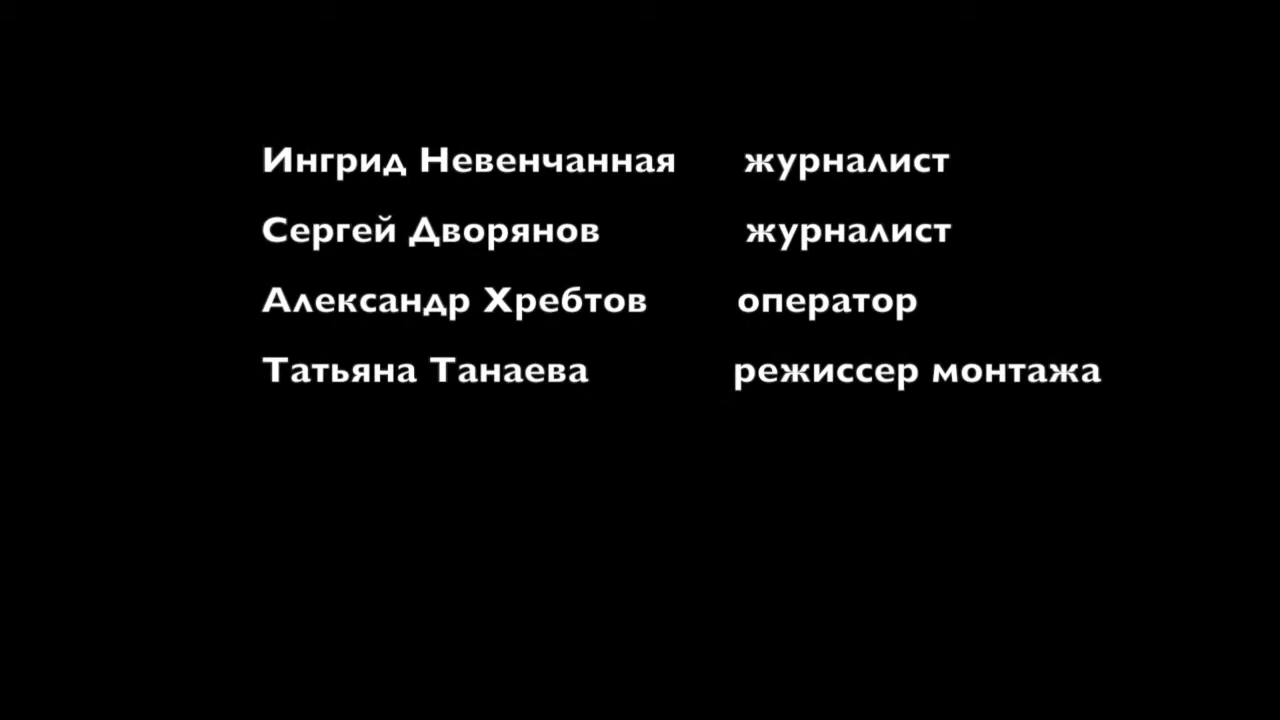 Ингрид Невенчанная журналист
Сергей Дворянов журналист
Александр Хребтов оператор
Татьяна Танаева режиссер монтажа